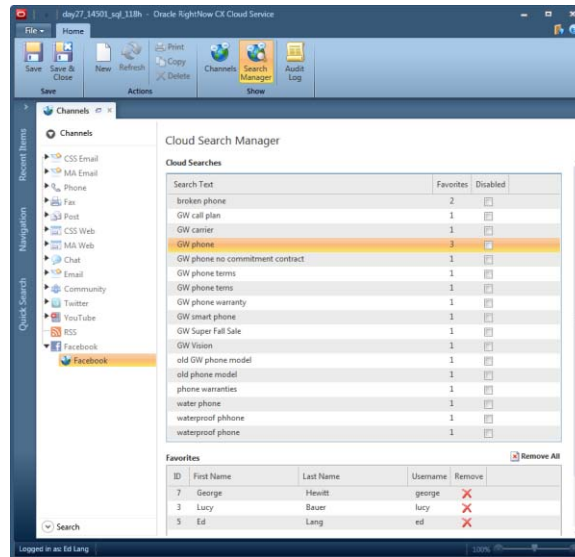 day27_14501_sql_118h - Oracle RightNow CX Cloud Service
File Home
Save
Save & Close
New
Refresh
Print
Copy
Delete
Channels
Search Manager
Audit Log
Save Actions Show
Channels
Recent Items
Navigation
Quick Search
Channels
CSS Email
MA Email
Phone
Fax
Post
CSS Web
MA Web
Chat
Email
Community
Twitter
YouTube
RSS
Facebook
Facebook
Search
Cloud Search Manager
Cloud Searches
Search Text Favorites Disabled
broken phone 2
GW call plan 1
GW carrier 1
GW phone 3
GW phone no commitment contract 1
GW phone terms 1
GW phone tems 1
GW phone warranty 1
GW smart phone 1
GW Super Fall Sale 1
GW Vision 1
old GW phone model 1
old phone model 1
phone warranties 1
water phone 1
waterproof phhone 1
waterproof phone 1
Favorites Remove All
ID First Name Last Name Username Remove
7 George Hewitt george
3 Lucy Bauer lucy
5 Ed Lang ed
Logged in as: Ed Lang 100%